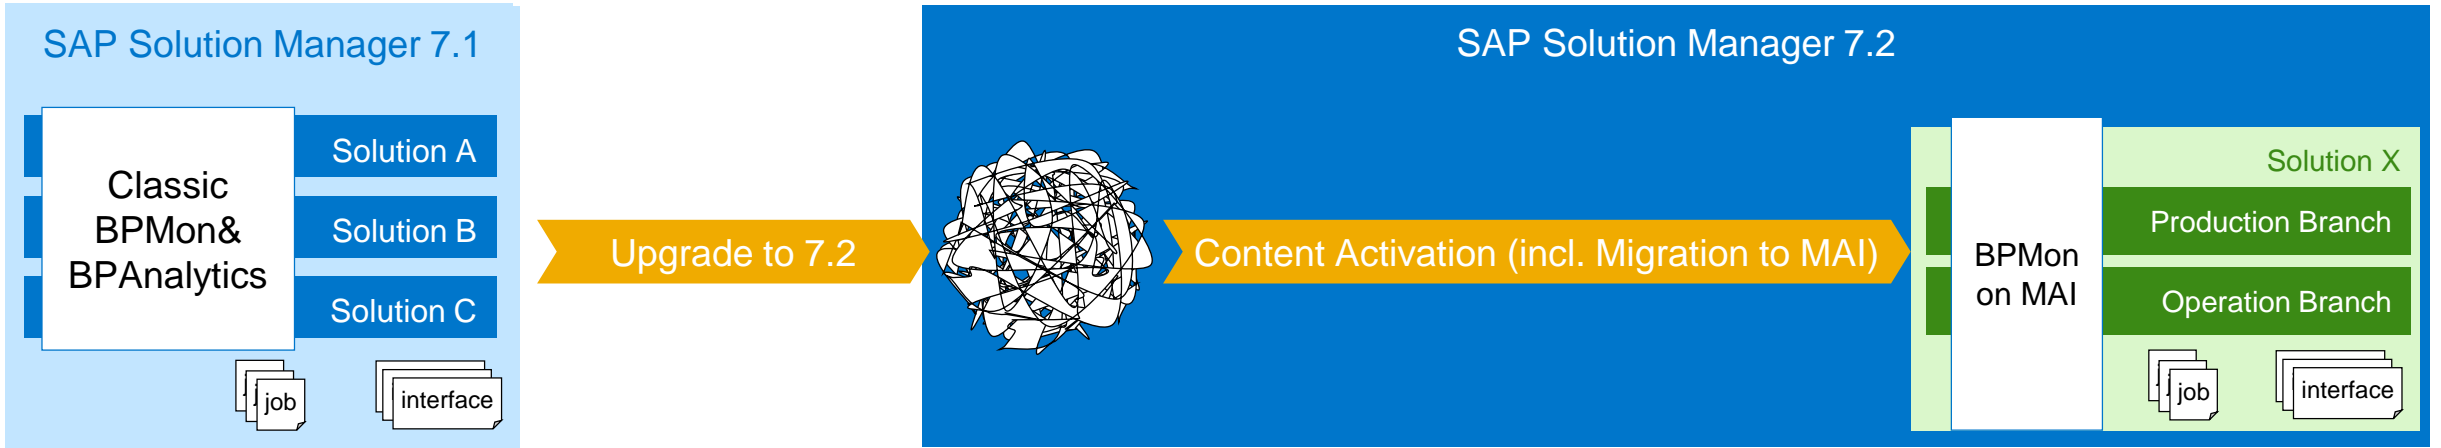 SAP Solution Manager 7.1
Classic
BPMon&
BPAnalytics
Solution A
Solution B
Solution C
job
interface
Upgrade to 7.2
SAP Solution Manager 7.2
Content Activation (incl. Migration to MAI)
BPMon
on MAI
Solution X
Production Branch
Operation Branch
job
interface